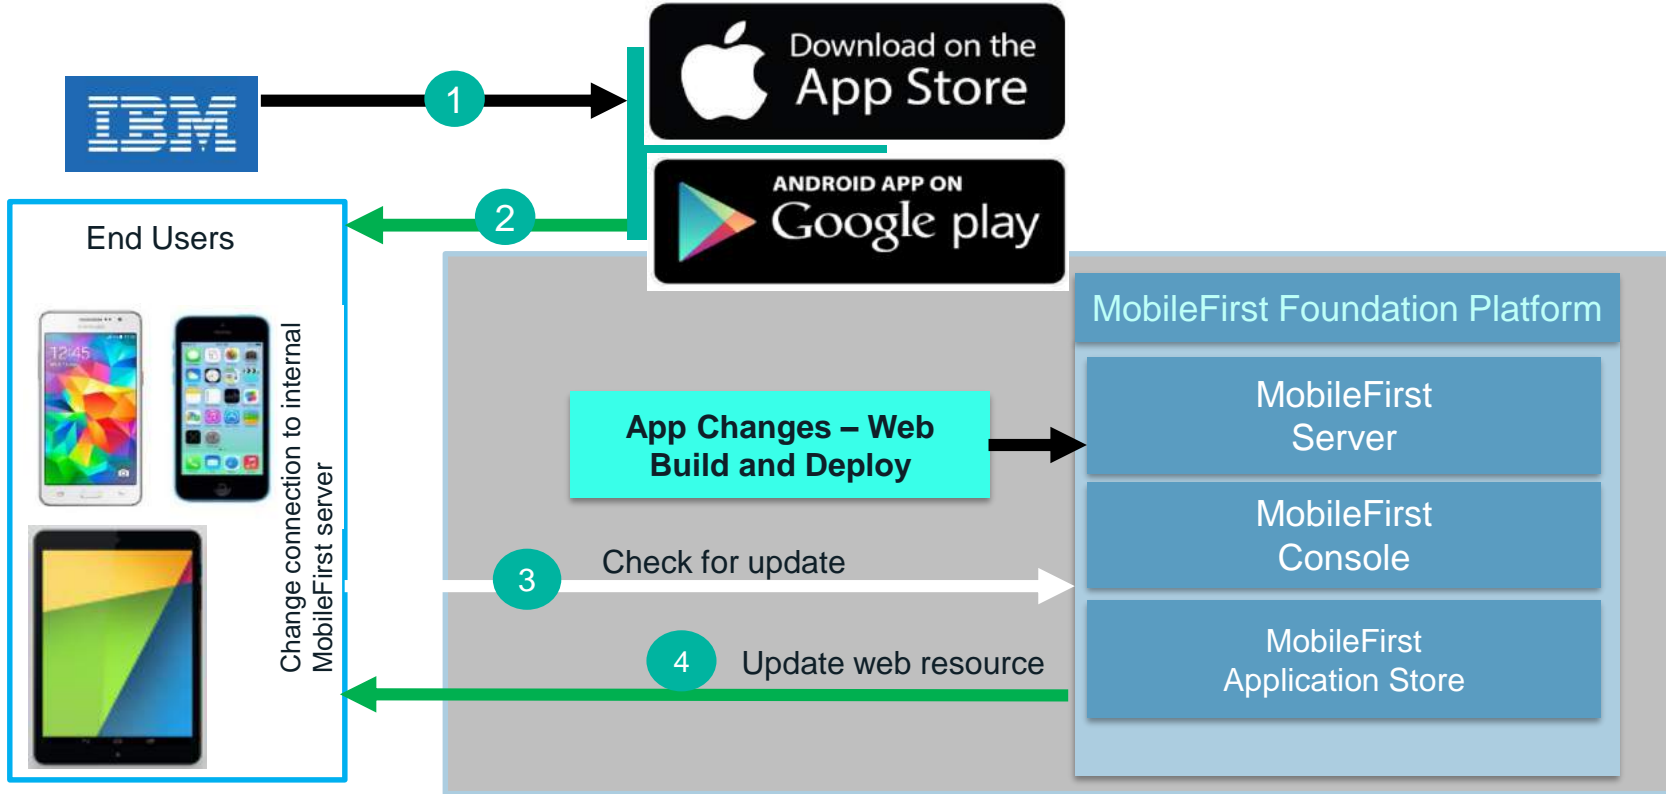 Download on the
App Store
IBM
1
ANDROID APP ON
Google play
2
End Users
MobileFirst Foundation Platform
12:45
Change connection to internal
MobileFirst server
App Changes – Web
Build and Deploy
MobileFirst
Server
MobileFirst
Console
3
Check for update
4
Update web resource
MobileFirst
Application Store